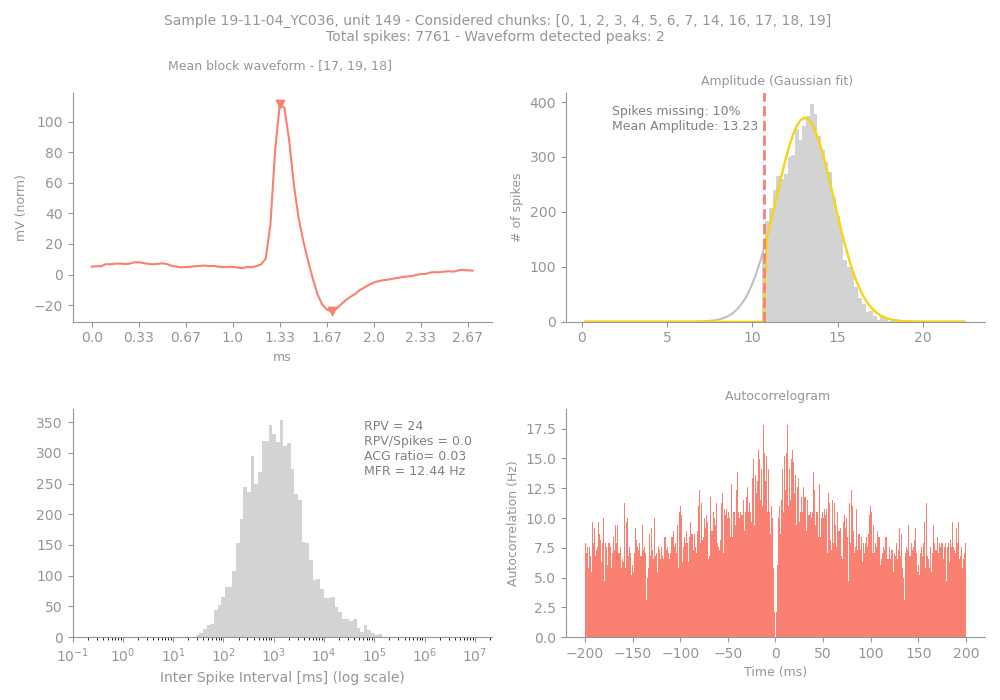 Sample 19-11-04_YC036, unit 149 - Considered chunks: [0, 1, 2, 3, 4, 5, 6, 7, 14, 16, 17, 18, 19]
Total spikes: 7761 - Waveform detected peaks: 2
Mean block waveform - [17, 19, 18]
100
80
60
40
20
0
−20
mV (norm)
0.0 0.33 0.67 1.0 1.33 1.67 2.0 2.33 2.67
ms
Amplitude (Gaussian fit)
Spikes missing: 10%
Mean Amplitude: 13.23
400
300
200
100
0
# of spikes
0 5 10 15 20
350
300
250
200
150
100
50
0
RPV = 24
RPV/Spikes = 0.0
ACG ratio= 0.03
MFR = 12.44 Hz
10⁻¹ 10⁰ 10¹ 10² 10³ 10⁴ 10⁵ 10⁶ 10⁷
Inter Spike Interval [ms] (log scale)
Autocorrelogram
17.5
15.0
12.5
10.0
7.5
5.0
2.5
0.0
Autocorrelation (Hz)
−200 −150 −100 −50 0 50 100 150 200
Time (ms)